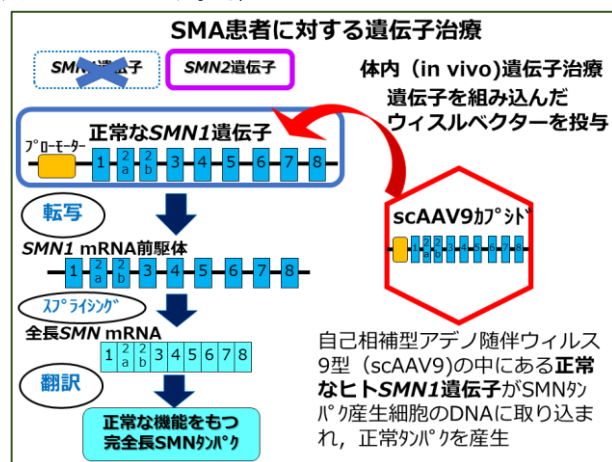 SMA患者に対する遺伝子治療
SMN1遺伝子
SMN2遺伝子
体内（in vivo)遺伝子治療
遺伝子を組み込んだ
ウィスルベクターを投与
正常なSMN1遺伝子
ﾌﾟﾛｰﾓｰﾀｰ
1 2a 2b 3 4 5 6 7 8
転写
SMN1 mRNA前駆体
1 2a 2b 3 4 5 6 7 8
ｽﾌﾟﾗｲｼﾝｸﾞ
全長SMN mRNA
1 2a 2b 3 4 5 6 7 8
翻訳
正常な機能をもつ
完全長SMNﾀﾝﾊﾟｸ
scAAV9ｶﾌﾟｼﾄﾞ
1 2a 2b 3 4 5 6 7 8
自己相補型アデノ随伴ウィルス
9型（scAAV9)の中にある正常
なヒトSMN1遺伝子がSMNﾀﾝ
ﾊﾟｸ産生細胞のDNAに取り込ま
れ，正常ﾀﾝﾊﾟｸを産生